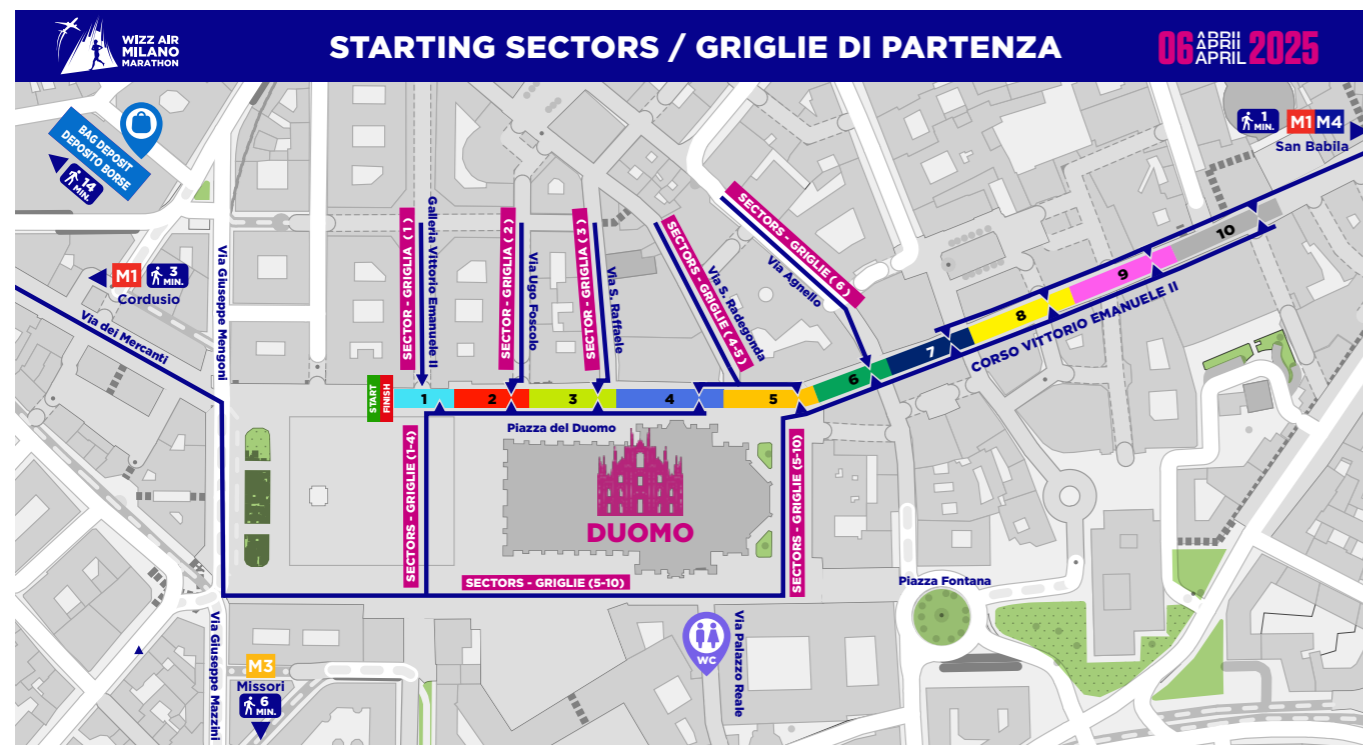 WIZZ AIR
MILANO
MARATHON
STARTING SECTORS / GRIGLIE DI PARTENZA
06 APRIL 2025
APRIL
BAG DEPOSIT
DEPOSITO BORSE
14
MIN.
1
MIN.
M1 M4
San Babila
M1
3
MIN.
Cordusio
Via dei Mercanti
Via Giuseppe Mengoni
SECTOR - GRIGLIA (1)
Galleria Vittorio Emanuele II
SECTOR - GRIGLIA (2)
Via Ugo Foscolo
SECTOR - GRIGLIA (3)
Via S. Raffaele
SECTORS - GRIGLIE (4-5)
Via S. Radegonda
SECTORS - GRIGLIE (6)
Via Agnello
START
FINISH
1
2
3
4
5
6
7
8
9
10
CORSO VITTORIO EMANUELE II
Piazza del Duomo
SECTORS - GRIGLIE (1-4)
DUOMO
SECTORS - GRIGLIE (5-10)
SECTORS - GRIGLIE (5-10)
Piazza Fontana
Via Giuseppe Mazzini
M3
Missori
6
MIN.
WC
Via Palazzo Reale